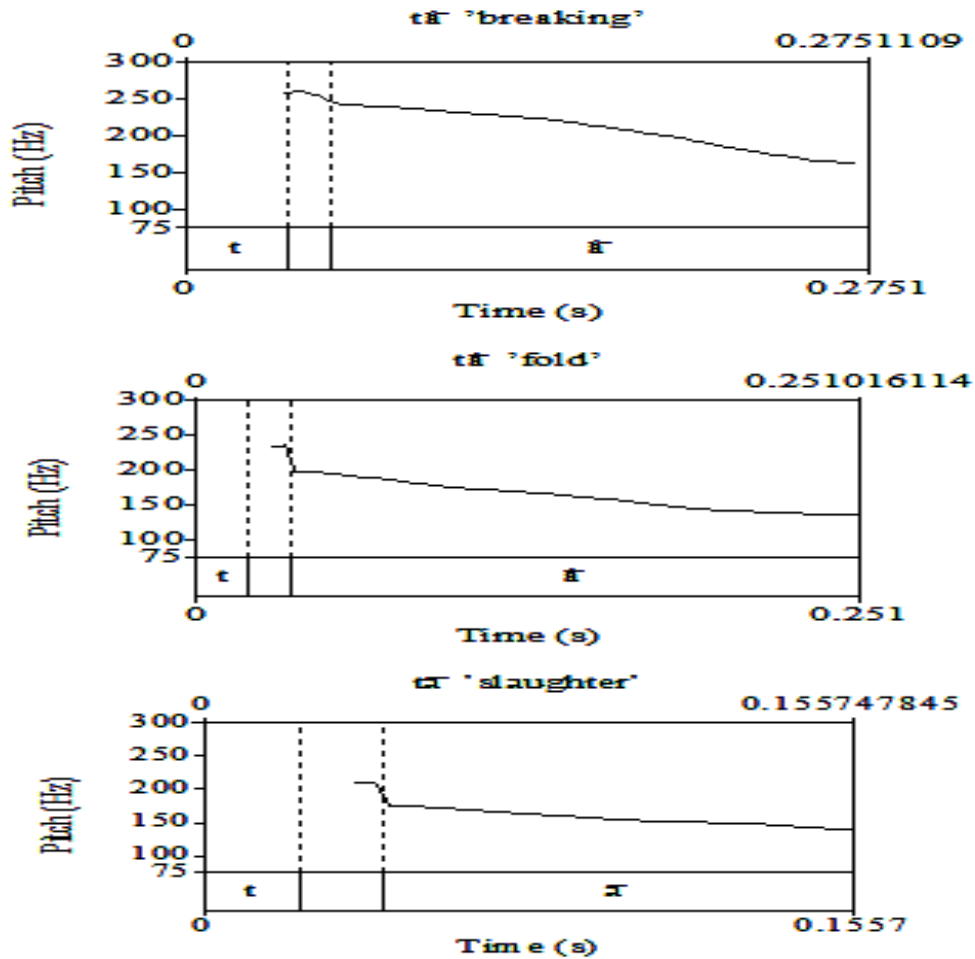 'breaking'
0 0.2751109
300
250
200
150
100
75
Pitch (Hz)
t
0 0.2751
Time (s)
'fold'
0 0.251016114
300
250
200
150
100
75
Pitch (Hz)
t
0 0.251
Time (s)
'slaughter'
0 0.155747845
300
250
200
150
100
75
Pitch (Hz)
t
0 0.1557
Time (s)